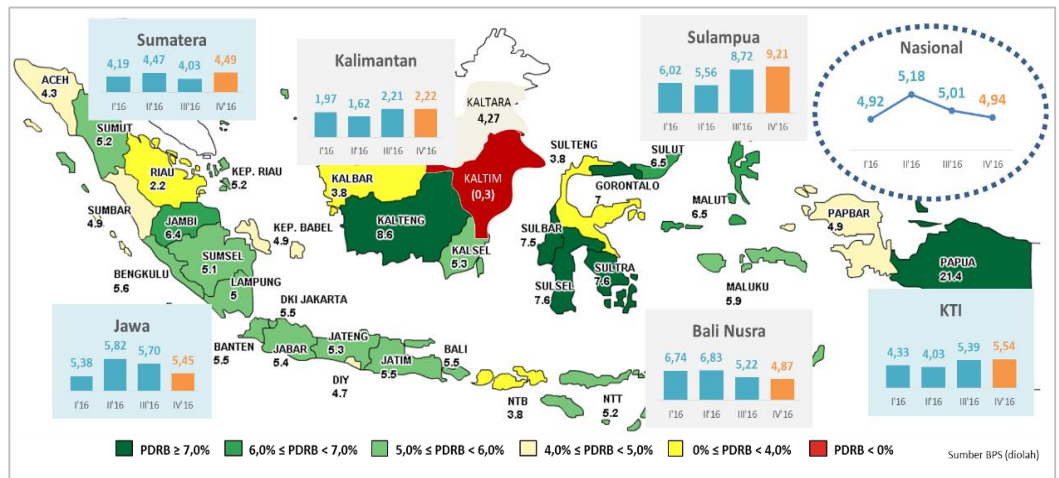 Sumatera
4,19 4,47 4,03 4,49
I'16 II'16 III'16 IV'16
Kalimantan
1,97 1,62 2,21 2,22
I'16 II'16 III'16 IV'16
Sulampua
6,02 5,56 8,72 9,21
I'16 II'16 III'16 IV'16
Nasional
4,92 5,18 5,01 4,94
I'16 II'16 III'16 IV'16
ACEH
4.3
SUMUT
5.2
RIAU
2.2
KEP. RIAU
5.2
SUMBAR
4.9
JAMBI
6.4
KEP. BABEL
4.9
SUMSEL
5.1
BENGKULU
5.6
LAMPUNG
5
KALTARA
4,27
KALTIM
(0,3)
KALBAR
3.8
KALTENG
8.6
KALSEL
5.3
SULTENG
3.8
SULUT
6.5
GORONTALO
7
SULBAR
7.5
SULSEL
7.6
SULTRA
7.6
MALUT
6.5
MALUKU
5.9
PAPBAR
4.9
PAPUA
21.4
DKI JAKARTA
5.5
BANTEN
5.5
JABAR
5.4
JATENG
5.3
DIY
4.7
JATIM
5.5
BALI
5.5
NTB
3.8
NTT
5.2
Jawa
5,38 5,82 5,70 5,45
I'16 II'16 III'16 IV'16
Bali Nusra
6,74 6,83 5,22 4,87
I'16 II'16 III'16 IV'16
KTI
4,33 4,03 5,39 5,54
I'16 II'16 III'16 IV'16
PDRB ≥ 7,0% 6,0% ≤ PDRB < 7,0% 5,0% ≤ PDRB < 6,0% 4,0% ≤ PDRB < 5,0% 0% ≤ PDRB < 4,0% PDRB < 0%
Sumber BPS (diolah)